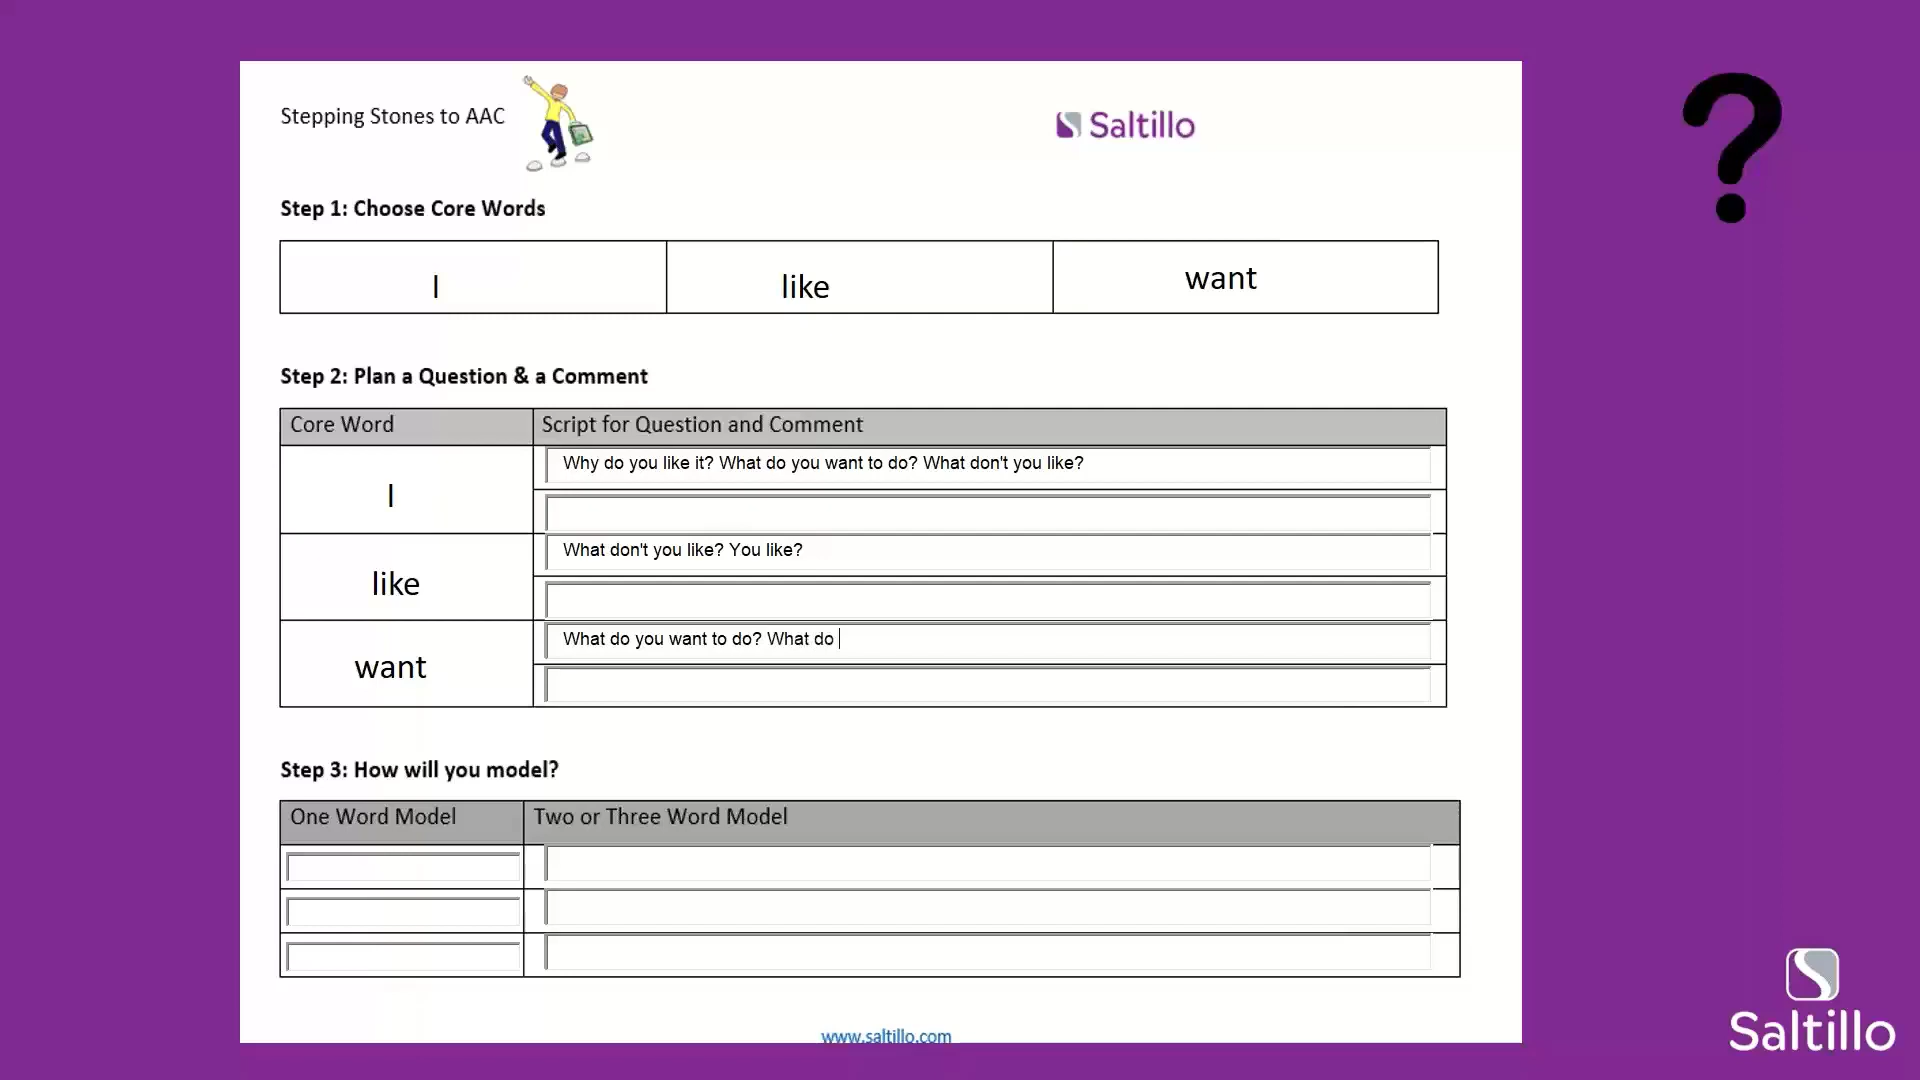 Stepping Stones to AAC
Saltillo
?
Step 1: Choose Core Words
I
like
want
Step 2: Plan a Question & a Comment
Core Word
Script for Question and Comment
I
Why do you like it? What do you want to do? What don't you like?
like
What don't you like? You like?
want
What do you want to do? What do
Step 3: How will you model?
One Word Model
Two or Three Word Model
www.saltillo.com
Saltillo